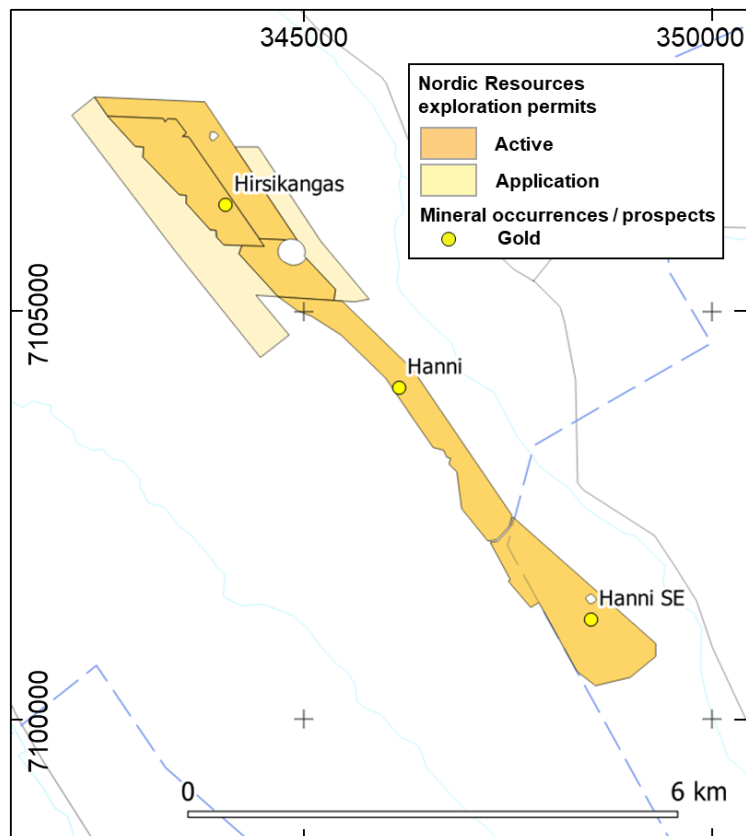 345000
350000
Nordic Resources
exploration permits
Active
Application
Mineral occurrences / prospects
Gold
Hirsikangas
7105000
Hanni
Hanni SE
7100000
0
6 km